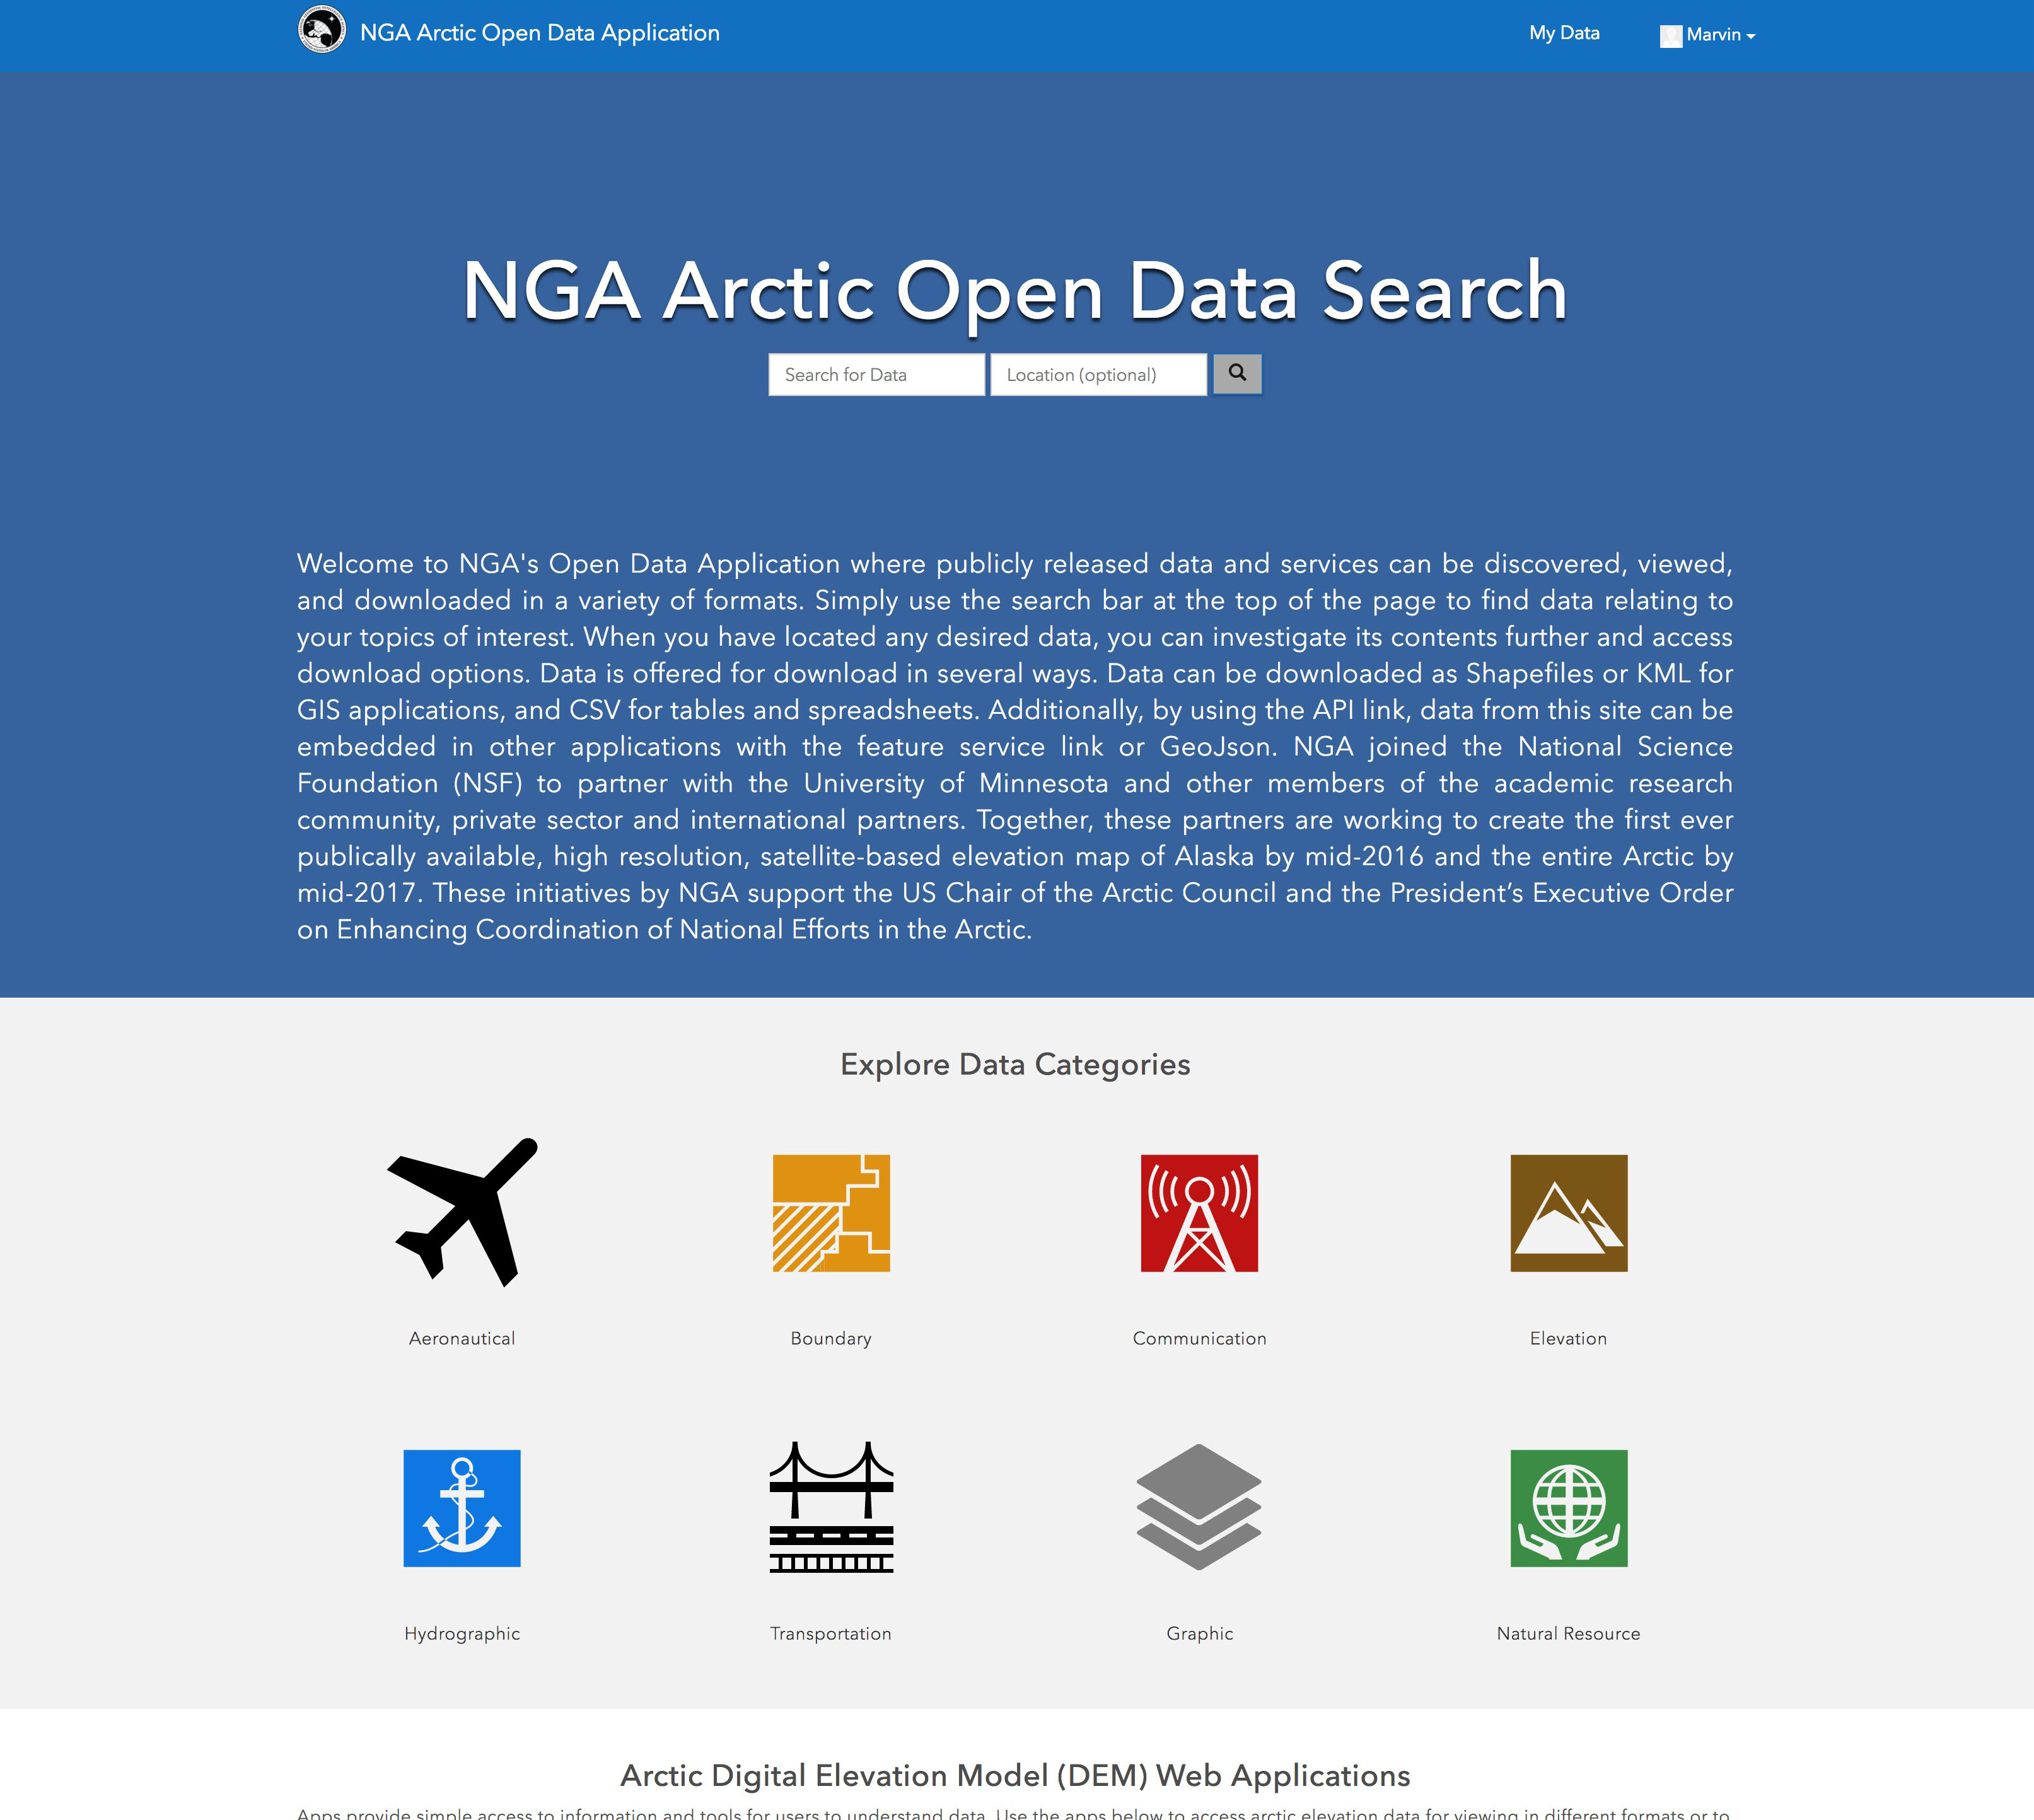 NGA Arctic Open Data Application
My Data
Marvin
NGA Arctic Open Data Search
Search for Data
Location (optional)
Welcome to NGA's Open Data Application where publicly released data and services can be discovered, viewed,
and downloaded in a variety of formats. Simply use the search bar at the top of the page to find data relating to
your topics of interest. When you have located any desired data, you can investigate its contents further and access
download options. Data is offered for download in several ways. Data can be downloaded as Shapefiles or KML for
GIS applications, and CSV for tables and spreadsheets. Additionally, by using the API link, data from this site can be
embedded in other applications with the feature service link or GeoJson. NGA joined the National Science
Foundation (NSF) to partner with the University of Minnesota and other members of the academic research
community, private sector and international partners. Together, these partners are working to create the first ever
publically available, high resolution, satellite-based elevation map of Alaska by mid-2016 and the entire Arctic by
mid-2017. These initiatives by NGA support the US Chair of the Arctic Council and the President’s Executive Order
on Enhancing Coordination of National Efforts in the Arctic.
Explore Data Categories
Aeronautical
Boundary
Communication
Elevation
Hydrographic
Transportation
Graphic
Natural Resource
Arctic Digital Elevation Model (DEM) Web Applications
Apps provide simple access to information and tools for users to understand data. Use the apps below to access arctic elevation data for viewing in different formats or to